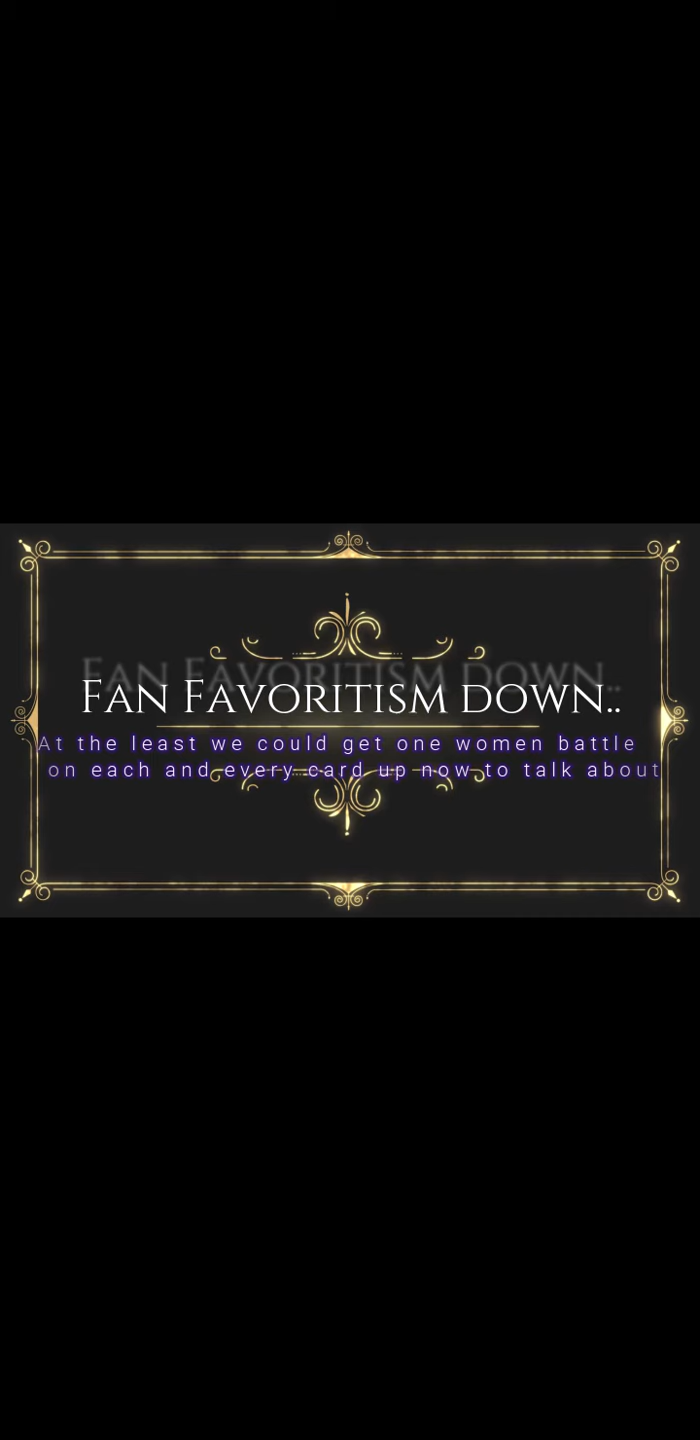 Fan Favoritism down..
At the least we could get one women battle
on each and every card up now to talk about